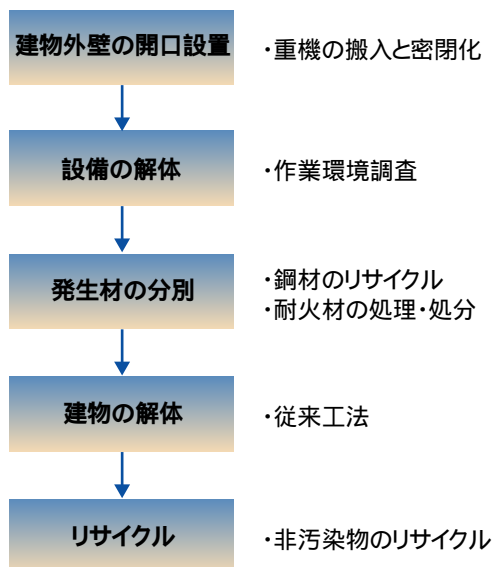 建物外壁の開口設置
・重機の搬入と密閉化
設備の解体
・作業環境調査
発生材の分別
・鋼材のリサイクル
・耐火材の処理・処分
建物の解体
・従来工法
リサイクル
・非汚染物のリサイクル